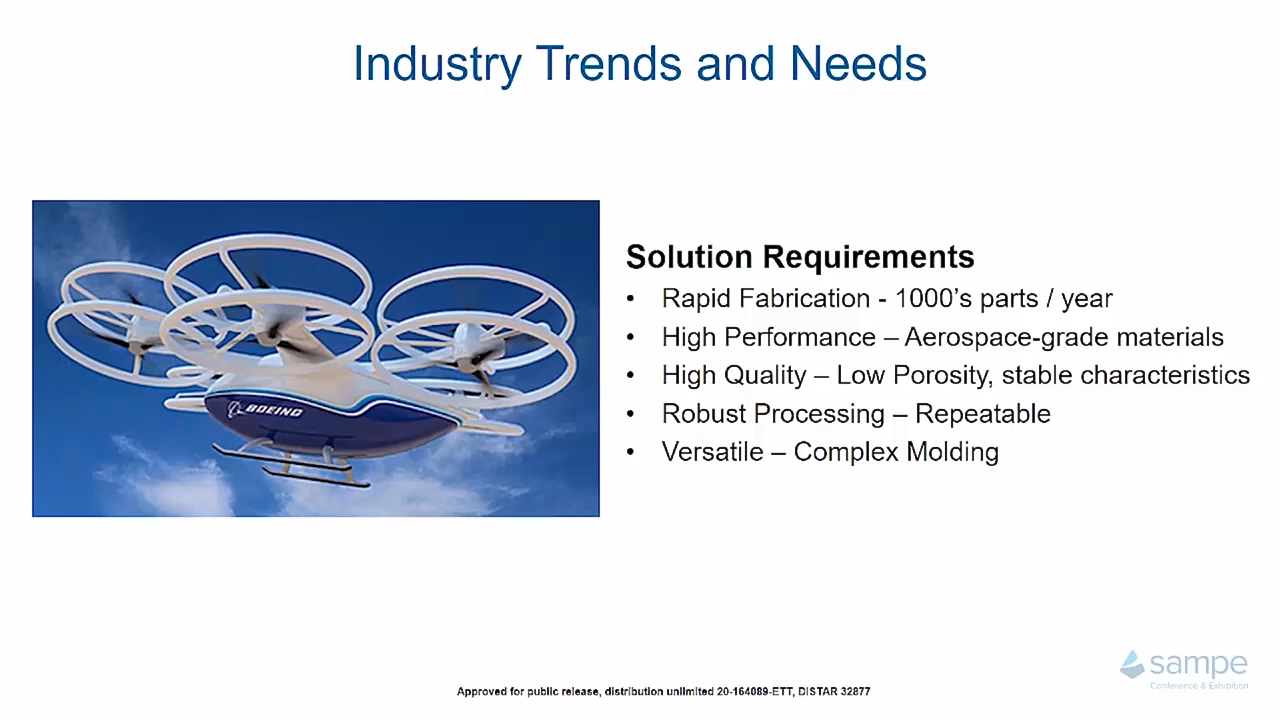 Industry Trends and Needs
BOEING
Solution Requirements
• Rapid Fabrication - 1000's parts / year
• High Performance – Aerospace-grade materials
• High Quality – Low Porosity, stable characteristics
• Robust Processing – Repeatable
• Versatile – Complex Molding
sampe
Conference & Exhibition
Approved for public release, distribution unlimited 20-164089-ETT, DISTAR 32877